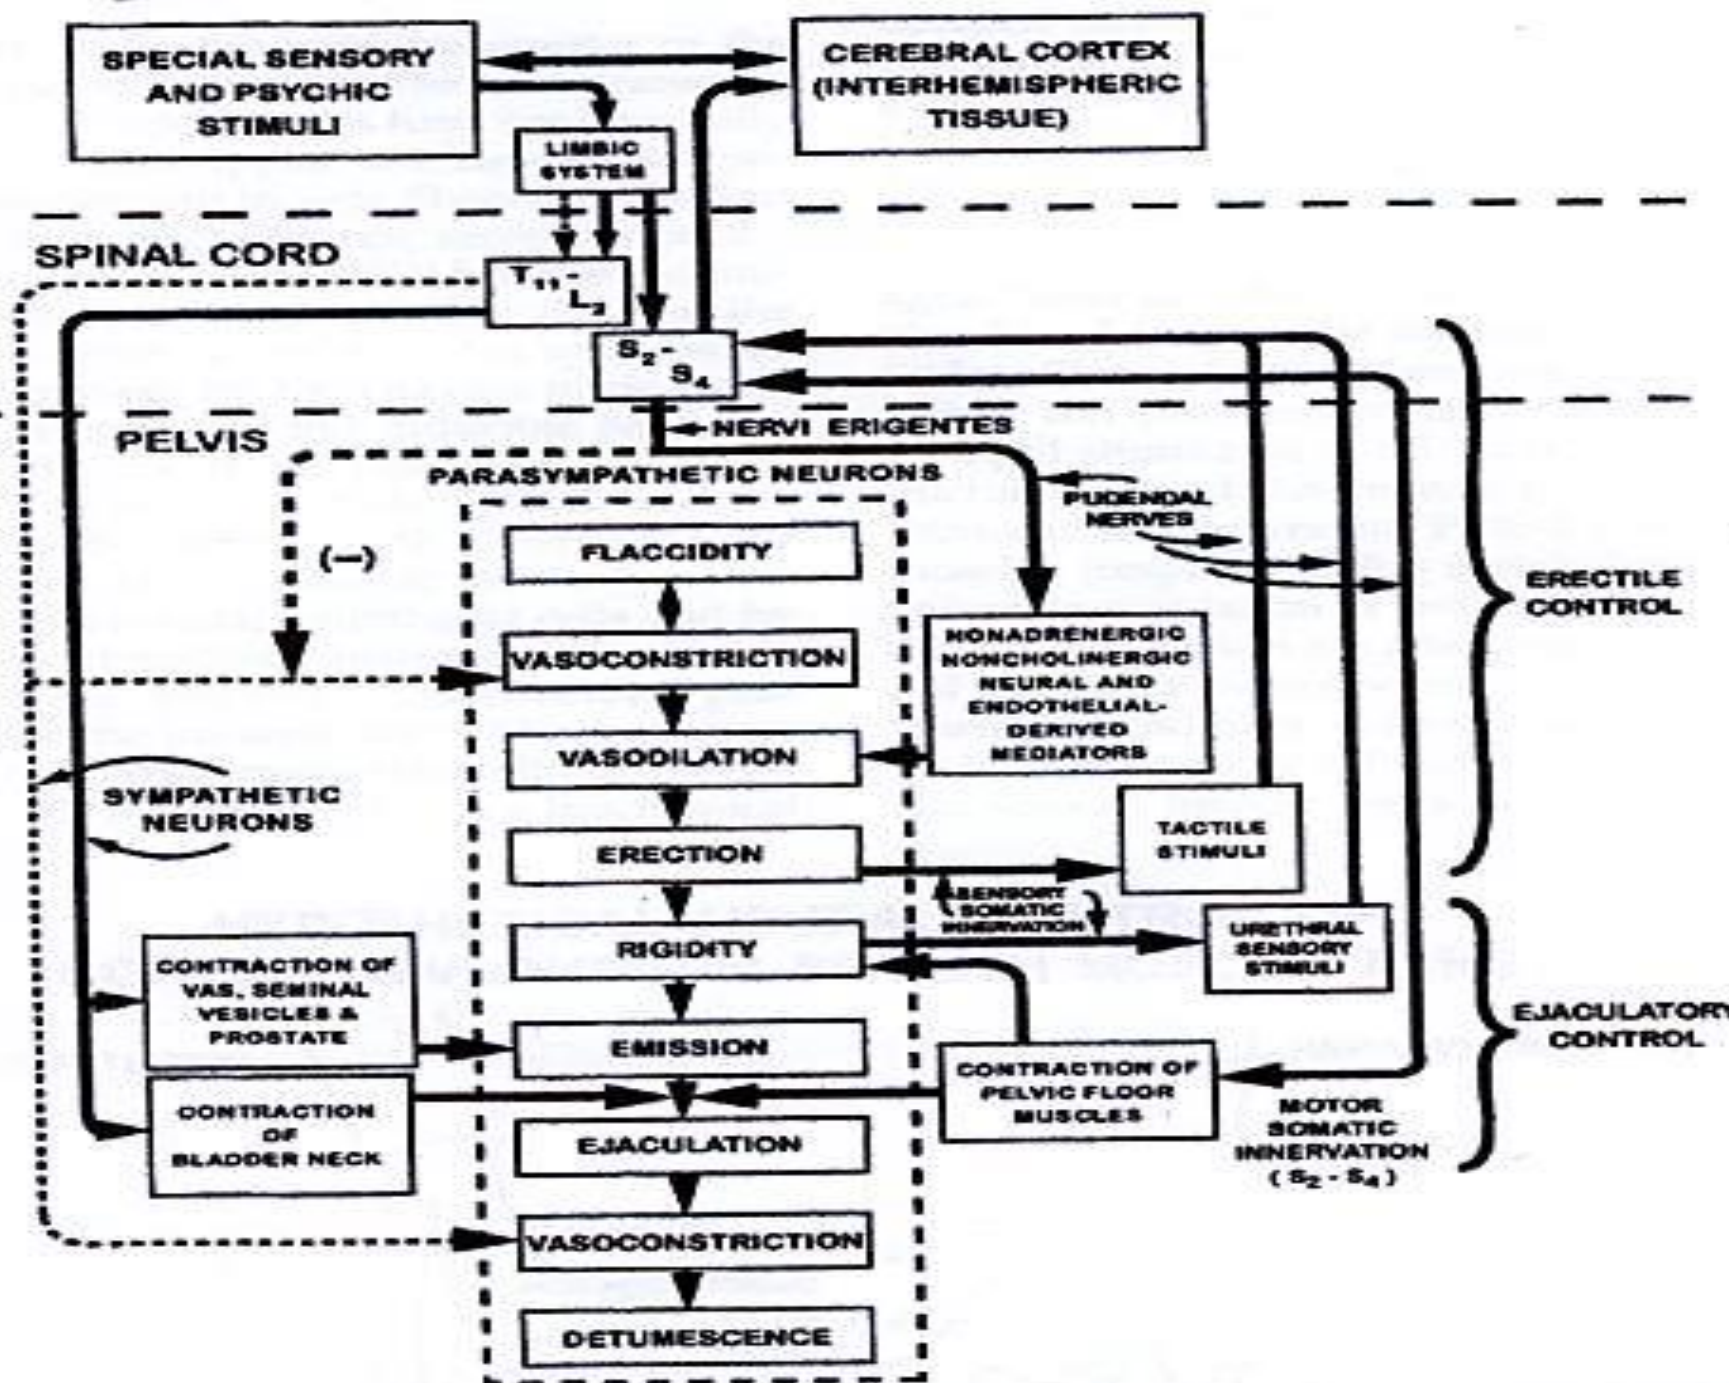 SPECIAL SENSORY
AND PSYCHIC
STIMULI
CEREBRAL CORTEX
(INTERHEMISPHERIC
TISSUE)
LIMBIC
SYSTEM
SPINAL CORD
T11-
L2
S2-
S4
PELVIS
NERVI ERIGENTES
PARASYMPATHETIC NEURONS
PUDENDAL
NERVES
(−)
FLACCIDITY
VASOCONSTRICTION
VASODILATION
ERECTION
RIGIDITY
EMISSION
EJACULATION
VASOCONSTRICTION
DETUMESCENCE
NONADRENERGIC
NONCHOLINERGIC
NEURAL AND
ENDOTHELIAL-
DERIVED
MEDIATORS
ERECTILE
CONTROL
SYMPATHETIC
NEURONS
TACTILE
STIMULI
SENSORY
SOMATIC
INNERVATION
URETHRAL
SENSORY
STIMULI
CONTRACTION OF
VAS, SEMINAL
VESICLES &
PROSTATE
CONTRACTION
OF
BLADDER NECK
CONTRACTION OF
PELVIC FLOOR
MUSCLES
EJACULATORY
CONTROL
MOTOR
SOMATIC
INNERVATION
(S2 - S4)